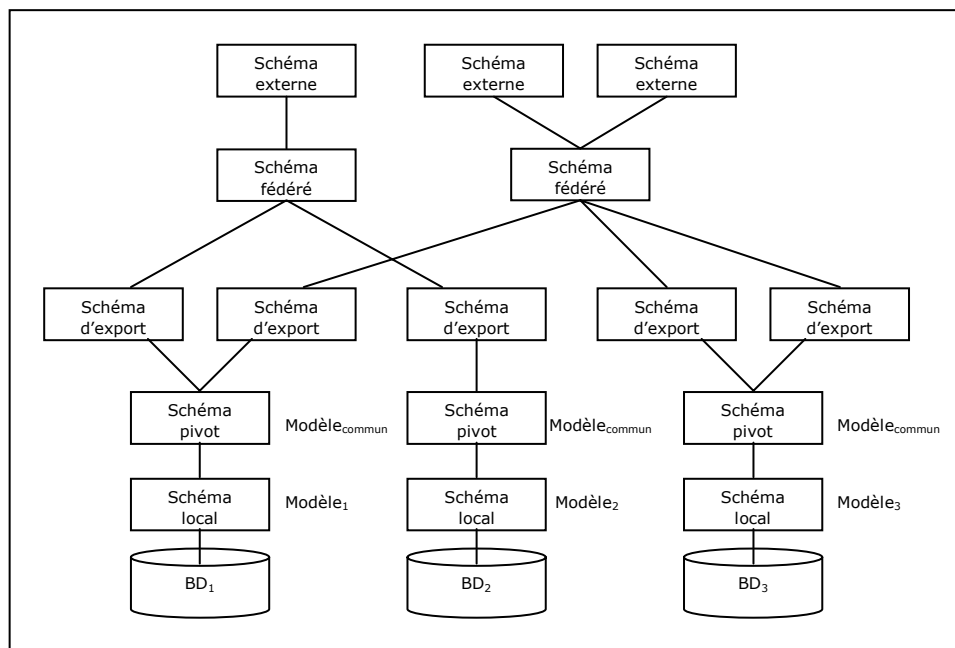 Schéma
externe
Schéma
externe
Schéma
externe
Schéma
fédéré
Schéma
fédéré
Schéma
d'export
Schéma
d'export
Schéma
d'export
Schéma
d'export
Schéma
d'export
Schéma
pivot
Modèlecommun
Schéma
pivot
Modèlecommun
Schéma
pivot
Modèlecommun
Schéma
local
Modèle1
Schéma
local
Modèle2
Schéma
local
Modèle3
BD1
BD2
BD3